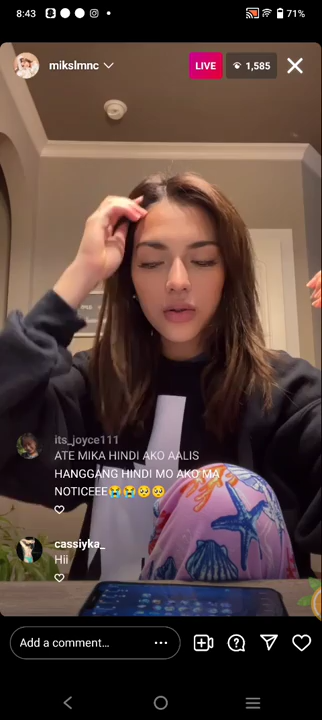 8:43
71%
mikslmnc
LIVE
1,585
its_joyce111
ATE MIKA HINDI AKO AALIS
HANGGANG HINDI MO AKO MA
NOTICEEE😭😭🥺🥺
cassiyka_
Hii
Add a comment...